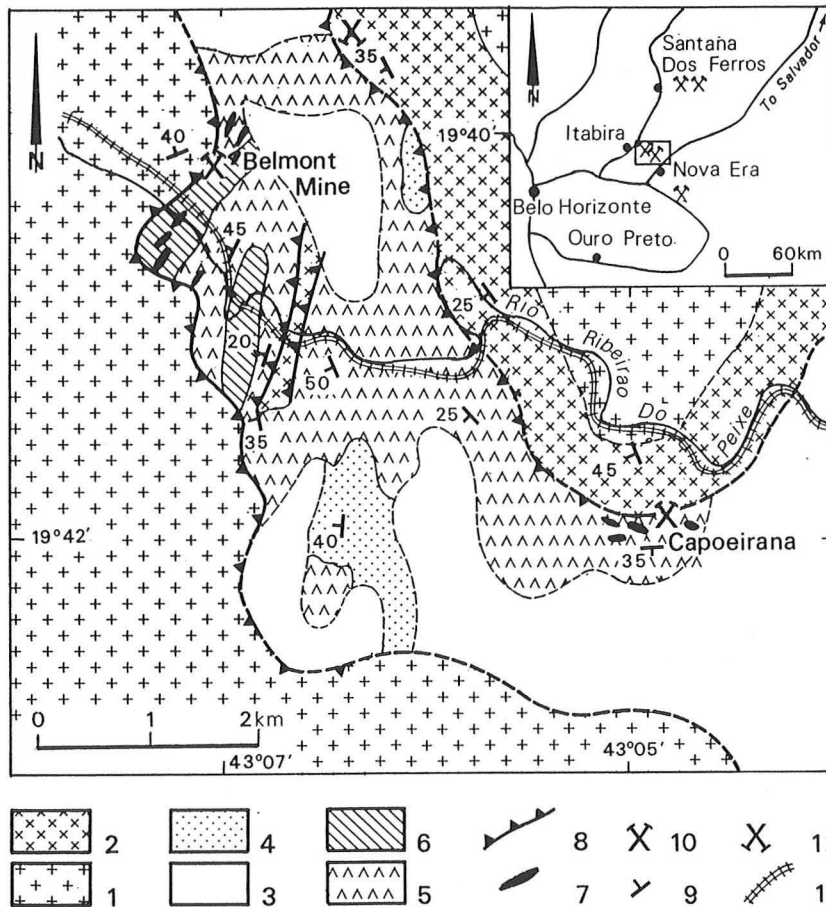 35
N
40
Belmont
Mine
45
20
35
50
25
25
19°40'
Rio
Ribeirao
Do
Peixe
45
40
35
Capoeirana
19°42'
0 1 2km
43°07'
43°05'
N
Santana
Dos Ferros
To Salvador
Itabira
Nova Era
Belo Horizonte
Ouro Preto
0 60km
2 4 6 8 10
1 3 5 7 9